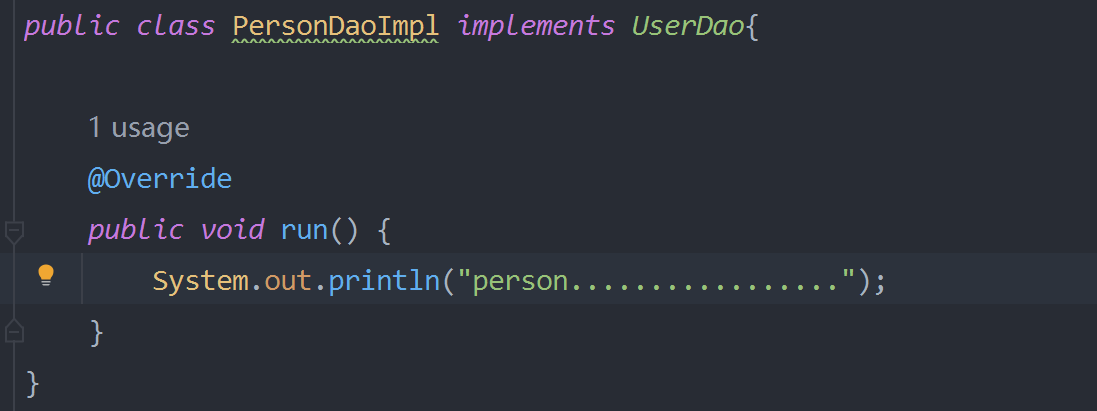 public class PersonDaoImpl implements UserDao{
1 usage
@Override
public void run() {
System.out.println("person.................");
}
}